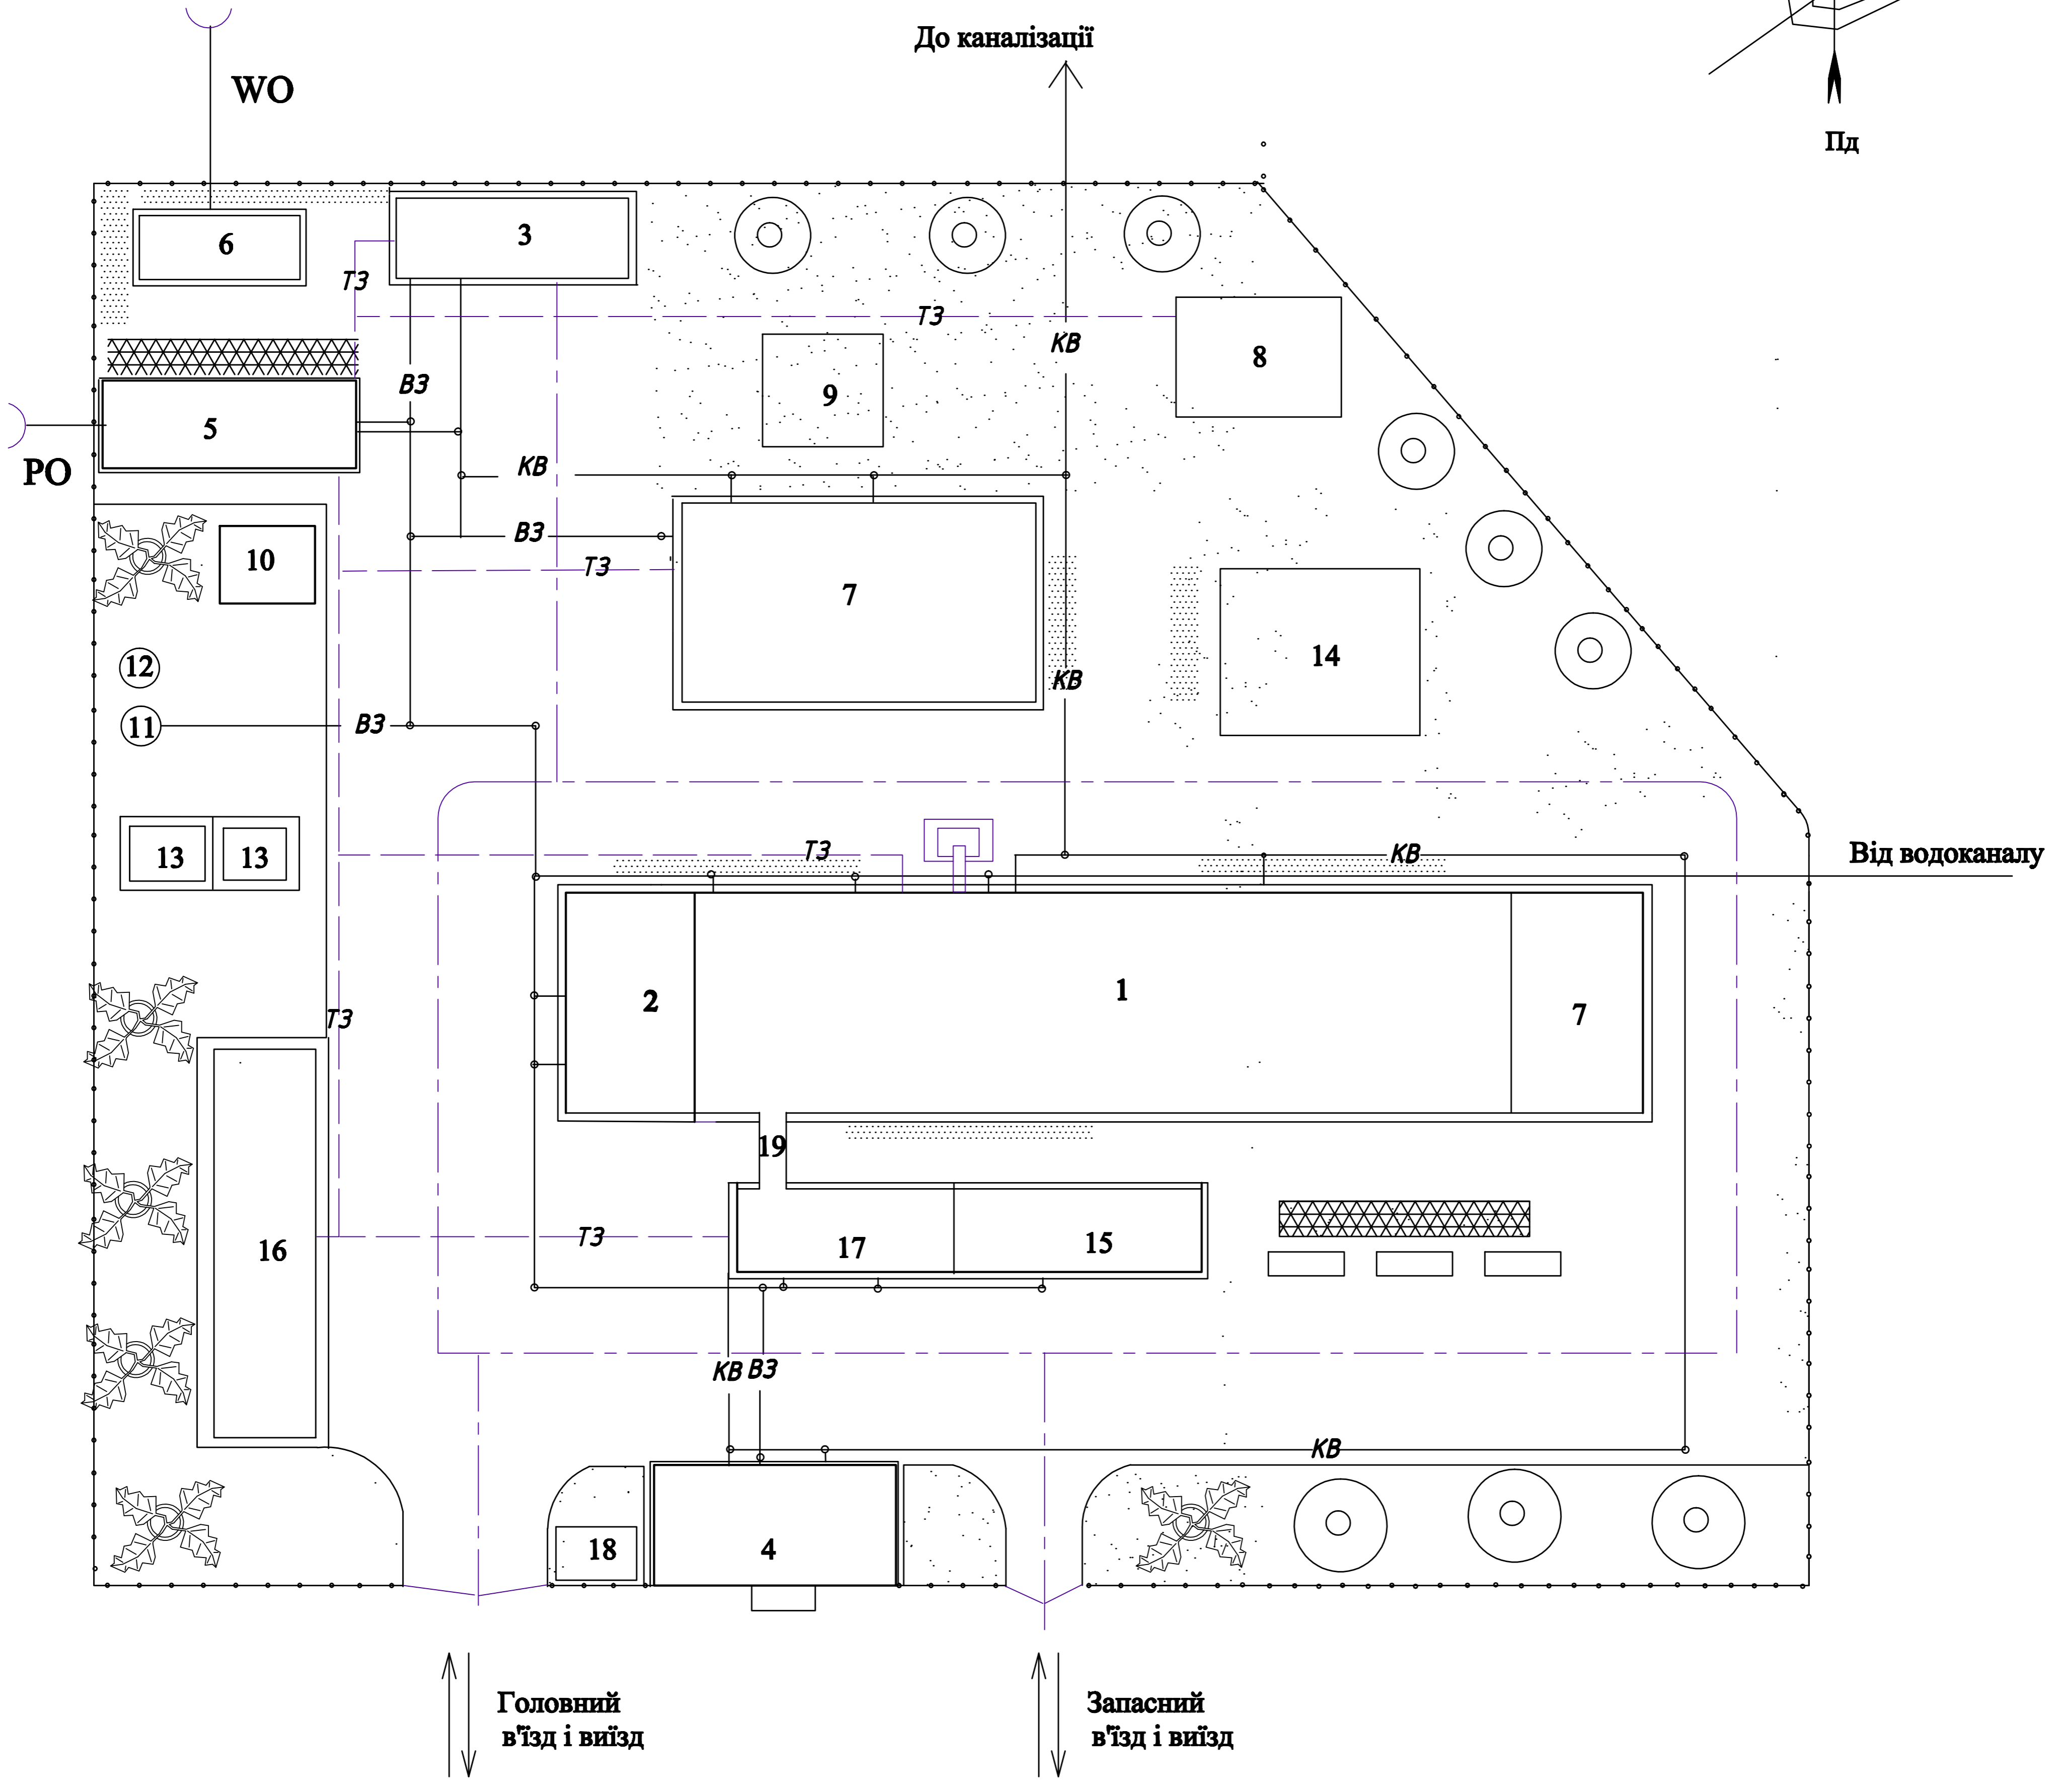 До каналізації
WO
Пд
6
3
ТЗ
ТЗ
КВ
8
ВЗ
9
5
РО
КВ
ВЗ
10
ТЗ
7
14
12
КВ
11
ВЗ
13
13
ТЗ
КВ
Від водоканалу
2
1
7
ТЗ
19
16
ТЗ
17
15
КВ
ВЗ
КВ
18
4
Головний
в'їзд і виїзд
Запасний
в'їзд і виїзд